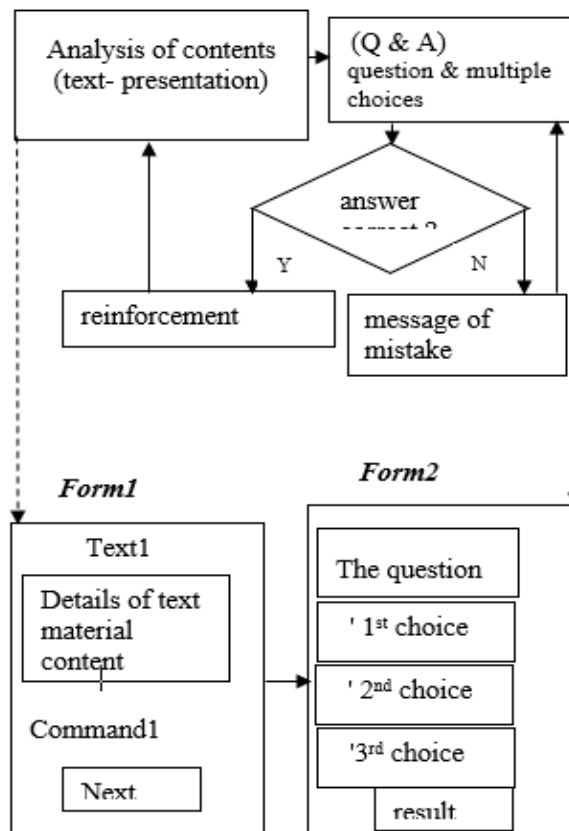 Analysis of contents
(text- presentation)
(Q & A)
question & multiple
choices
answer
correct ?
Y
N
reinforcement
message of
mistake
Form1
Form2
Text1
Details of text
material
content
Command1
Next
The question
' 1st choice
' 2nd choice
'3rd choice
result